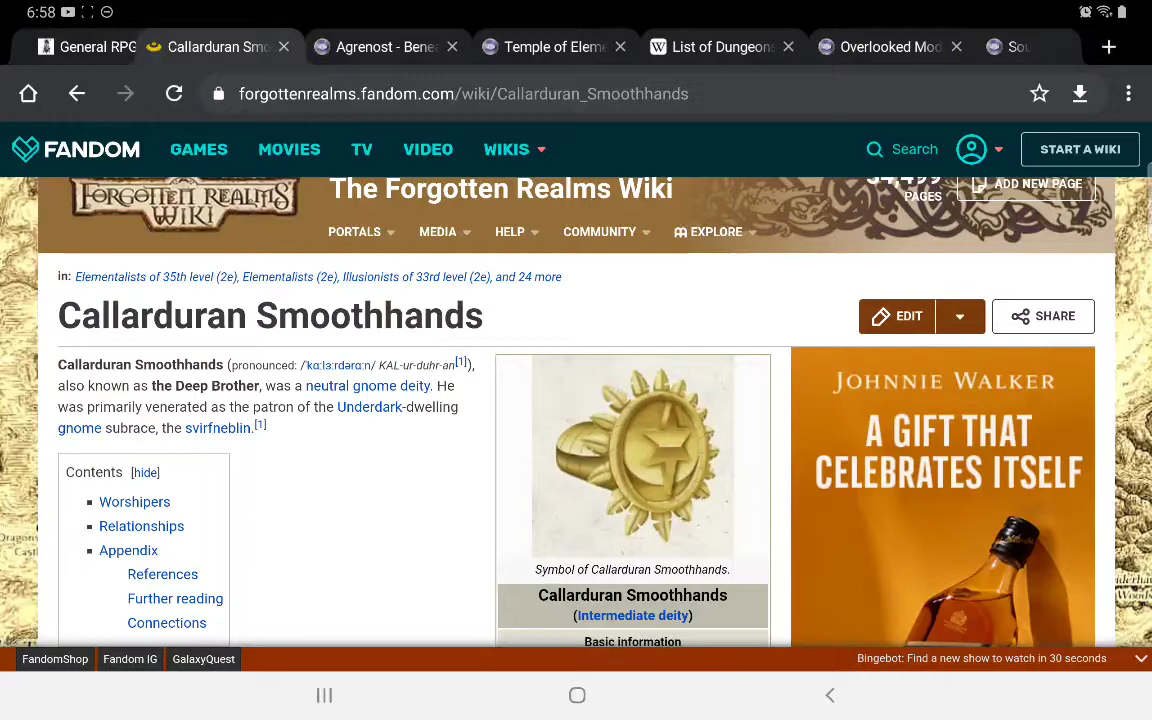 6:58
General RPG
Callarduran Smo
Agrenost - Bene
Temple of Eleme
List of Dungeons
Overlooked Mod
Sou
forgottenrealms.fandom.com/wiki/Callarduran_Smoothhands
FANDOM GAMES MOVIES TV VIDEO WIKIS Search START A WIKI
FORGOTTEN REALMS
WIKI
The Forgotten Realms Wiki
54,499
PAGES
ADD NEW PAGE
PORTALS MEDIA HELP COMMUNITY EXPLORE
in: Elementalists of 35th level (2e), Elementalists (2e), Illusionists of 33rd level (2e), and 24 more
Callarduran Smoothhands
EDIT SHARE
Callarduran Smoothhands (pronounced: /ˈkɑːlɜːrdərɑːn/ KAL-ur-duhr-an[1]),
also known as the Deep Brother, was a neutral gnome deity. He
was primarily venerated as the patron of the Underdark-dwelling
gnome subrace, the svirfneblin.[1]
Contents [hide]
Worshipers
Relationships
Appendix
References
Further reading
Connections
Symbol of Callarduran Smoothhands.
Callarduran Smoothhands
(Intermediate deity)
Basic information
JOHNNIE WALKER
A GIFT THAT
CELEBRATES ITSELF
FandomShop Fandom IG GalaxyQuest
Bingebot: Find a new show to watch in 30 seconds